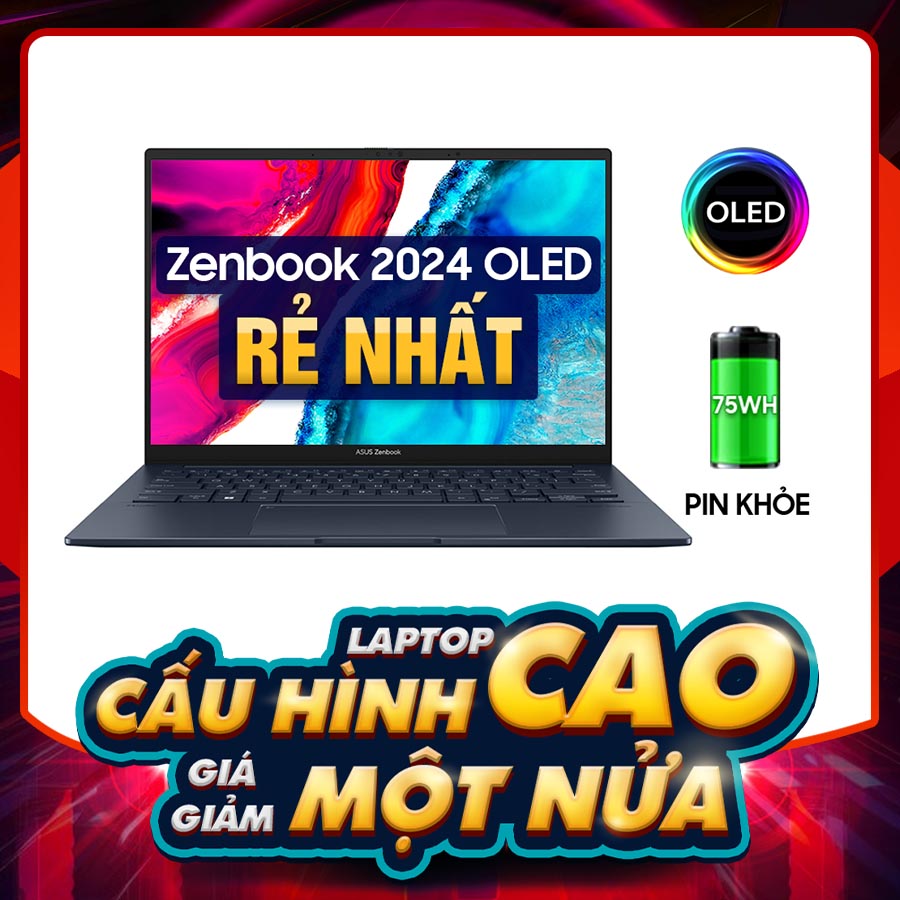 Zenbook 2024 OLED
RẺ NHẤT
ASUS Zenbook
OLED
75WH
PIN KHỎE
LAPTOP
CẤU HÌNH CAO
GIÁ
GIẢM
MỘT NỬA